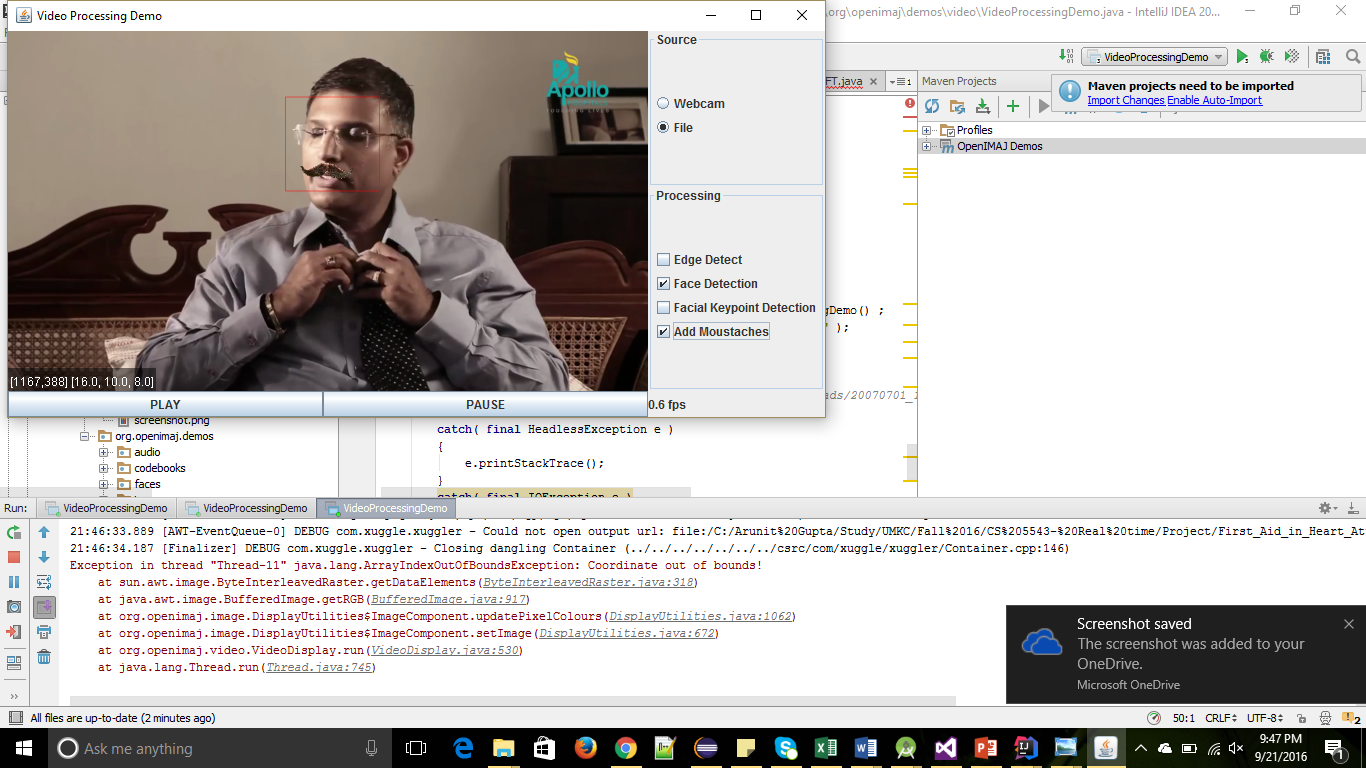 Video Processing Demo
\org\openimaj\demos\video\VideoProcessingDemo.java - IntelliJ IDEA 20...
Apollo
Source
Webcam
File
Processing
Edge Detect
Face Detection
Facial Keypoint Detection
Add Moustaches
[1167,388] [16.0, 10.0, 8.0]
PLAY
PAUSE
0.6 fps
VideoProcessingDemo
FT.java
Maven Projects
Maven projects need to be imported
Import Changes Enable Auto-Import
Profiles
OpenIMAJ Demos
gDemo() ;
" );
ads/20070701_1
screenshot.png
org.openimaj.demos
audio
codebooks
faces
catch( final HeadlessException e )
{
e.printStackTrace();
}
catch( final IOException e )
Run:
VideoProcessingDemo
VideoProcessingDemo
VideoProcessingDemo
21:46:33.889 [AWT-EventQueue-0] DEBUG com.xuggle.xuggler - Could not open output url: file:/C:/Arunit%20Gupta/Study/UMKC/Fall%2016/CS%205543-%20Real%20time/Project/First_Aid_in_Heart_At
21:46:34.187 [Finalizer] DEBUG com.xuggle.xuggler - Closing dangling Container (../../../../../../../csrc/com/xuggle/xuggler/Container.cpp:146)
Exception in thread "Thread-11" java.lang.ArrayIndexOutOfBoundsException: Coordinate out of bounds!
at sun.awt.image.ByteInterleavedRaster.getDataElements(ByteInterleavedRaster.java:318)
at java.awt.image.BufferedImage.getRGB(BufferedImage.java:917)
at org.openimaj.image.DisplayUtilities$ImageComponent.updatePixelColours(DisplayUtilities.java:1062)
at org.openimaj.image.DisplayUtilities$ImageComponent.setImage(DisplayUtilities.java:672)
at org.openimaj.video.VideoDisplay.run(VideoDisplay.java:530)
at java.lang.Thread.run(Thread.java:745)
Screenshot saved
The screenshot was added to your
OneDrive.
Microsoft OneDrive
All files are up-to-date (2 minutes ago)
50:1
CRLF
UTF-8
2
Ask me anything
9:47 PM
9/21/2016
1